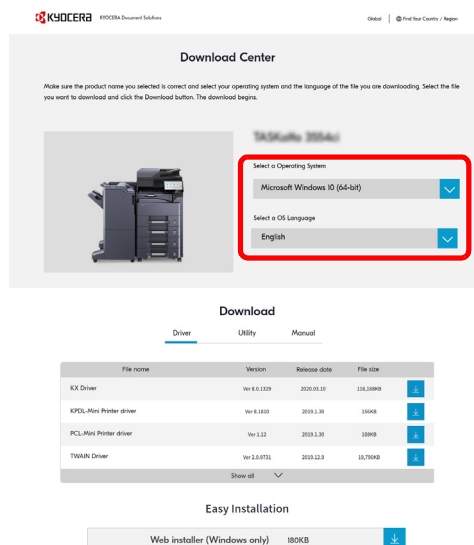 KYOCERA KYOCERA Document Solutions Global Find Your Country / Region
Download Center
Make sure the product name you selected is correct and select your operating system and the language of the file you are downloading. Select the file
you want to download and click the Download button. The download begins.
Select a Operating System
Microsoft Windows 10 (64-bit)
Select a OS Language
English
Download
Driver Utility Manual
File name Version Release date File size
KX Driver Ver 8.0.1329 2020.03.10 116,168KB
KPDL-Mini Printer driver Ver 8.1810 2019.1.30 156KB
PCL-Mini Printer driver Ver 1.12 2019.1.30 108KB
TWAIN Driver Ver 2.0.9731 2019.12.9 19,790KB
Show all
Easy Installation
Web installer (Windows only) 180KB